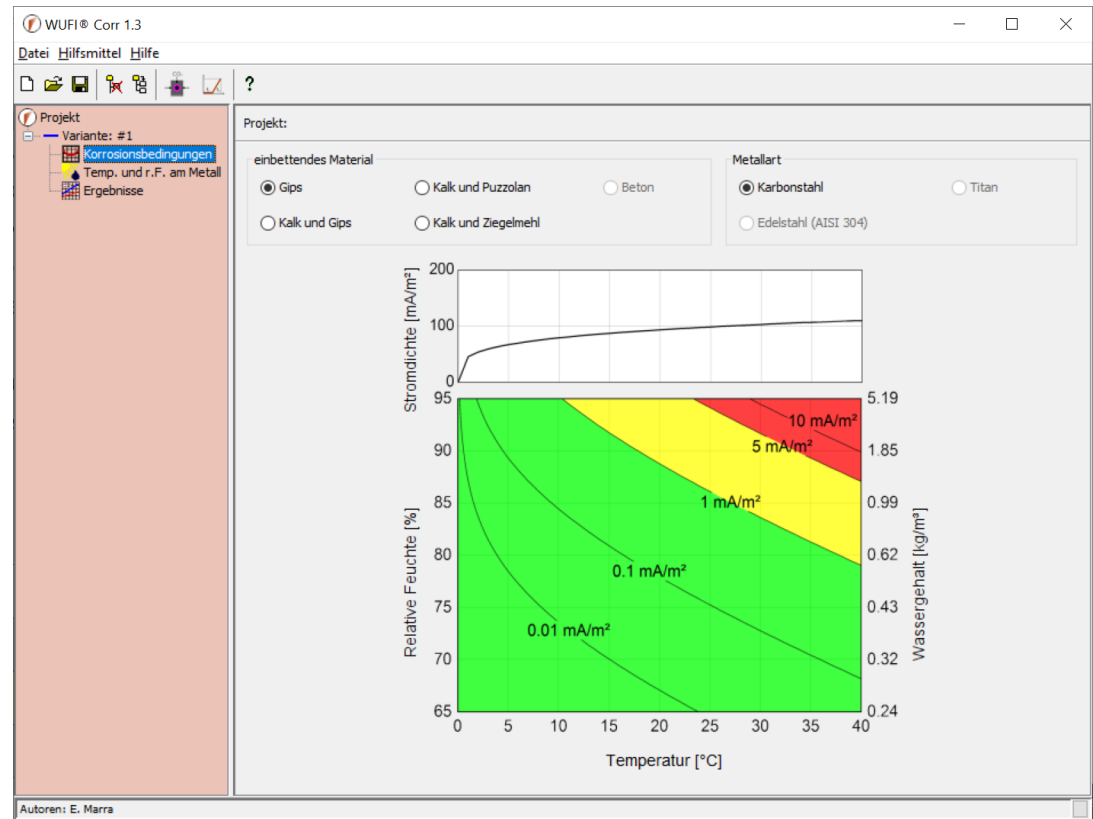 WUFI® Corr 1.3
Datei Hilfsmittel Hilfe
CO₂
?
Projekt
Variante: #1
Korrosionsbedingungen
Temp. und r.F. am Metall
Ergebnisse
Projekt:
einbettendes Material
Gips
Kalk und Puzzolan
Beton
Kalk und Gips
Kalk und Ziegelmehl
Metallart
Karbonstahl
Titan
Edelstahl (AISI 304)
Stromdichte [mA/m²]
200
100
0
Relative Feuchte [%]
95
90
85
80
75
70
65
10 mA/m²
5 mA/m²
1 mA/m²
0.1 mA/m²
0.01 mA/m²
5.19
1.85
0.99
0.62
0.43
0.32
0.24
Wassergehalt [kg/m³]
0 5 10 15 20 25 30 35 40
Temperatur [°C]
Autoren: E. Marra